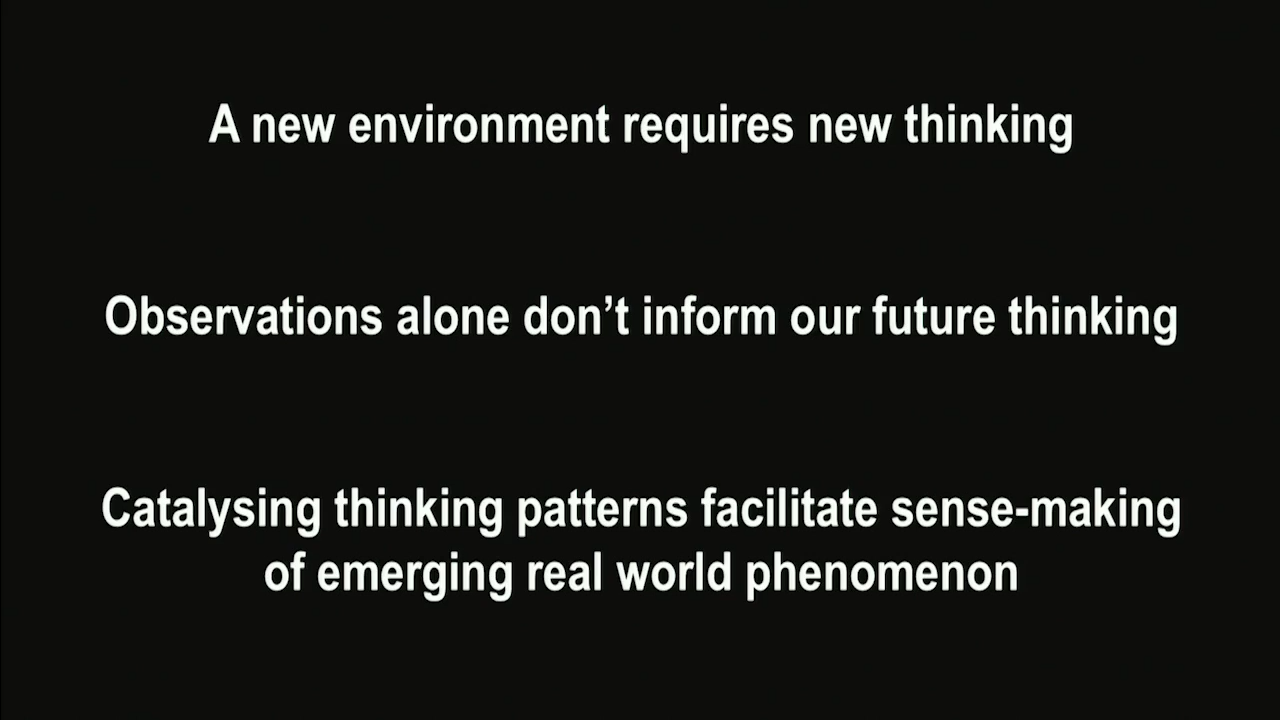 A new environment requires new thinking
Observations alone don’t inform our future thinking
Catalysing thinking patterns facilitate sense-making
of emerging real world phenomenon